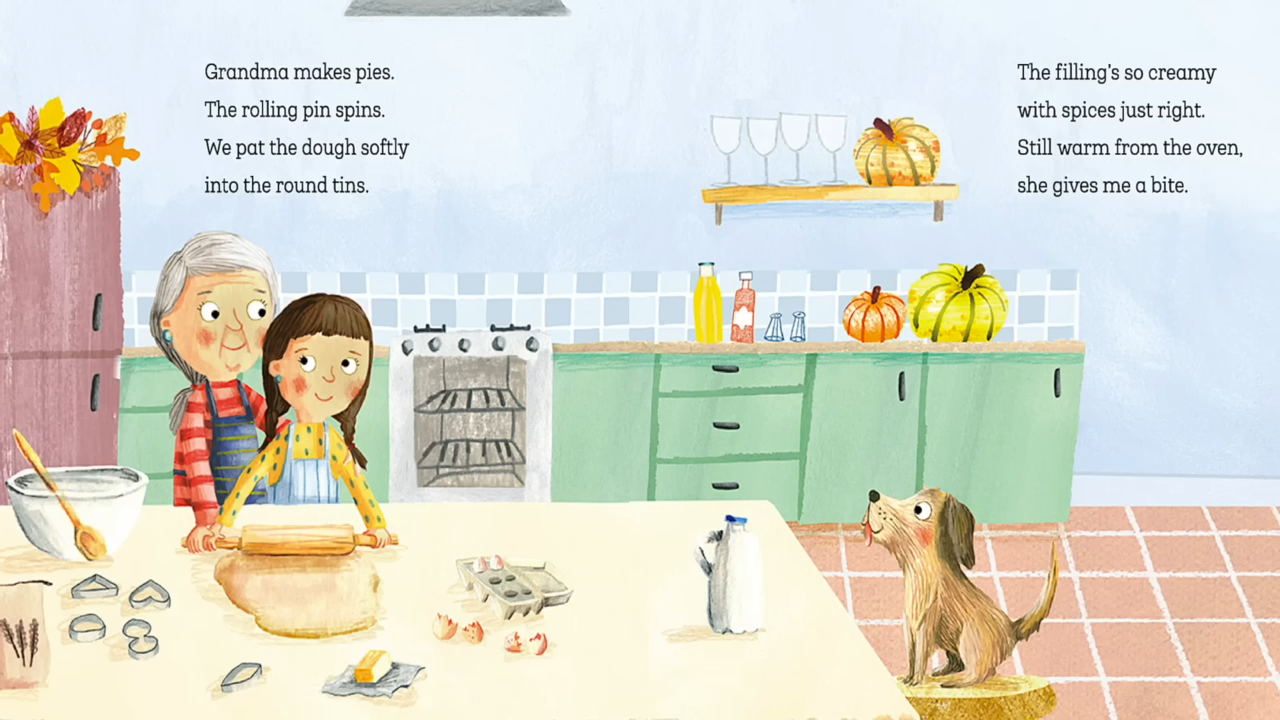 Grandma makes pies.
The rolling pin spins.
We pat the dough softly
into the round tins.
The filling's so creamy
with spices just right.
Still warm from the oven,
she gives me a bite.